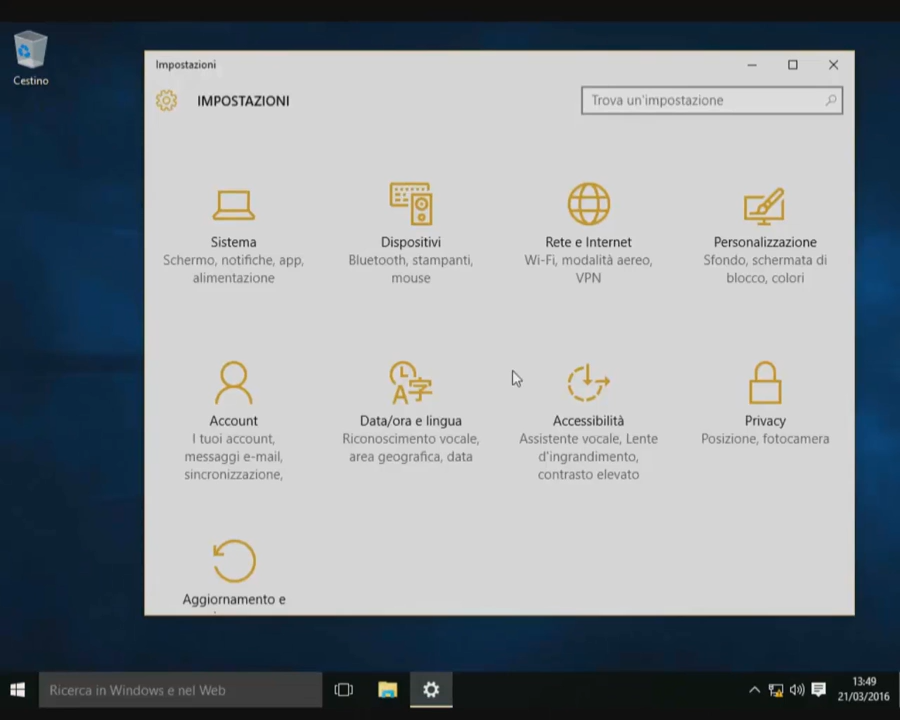 Cestino
Impostazioni
IMPOSTAZIONI
Trova un'impostazione
Sistema
Schermo, notifiche, app,
alimentazione
Dispositivi
Bluetooth, stampanti,
mouse
Rete e Internet
Wi-Fi, modalità aereo,
VPN
Personalizzazione
Sfondo, schermata di
blocco, colori
Account
I tuoi account,
messaggi e-mail,
sincronizzazione,
Data/ora e lingua
Riconoscimento vocale,
area geografica, data
Accessibilità
Assistente vocale, Lente
d'ingrandimento,
contrasto elevato
Privacy
Posizione, fotocamera
Aggiornamento e
Ricerca in Windows e nel Web
13:49
21/03/2016